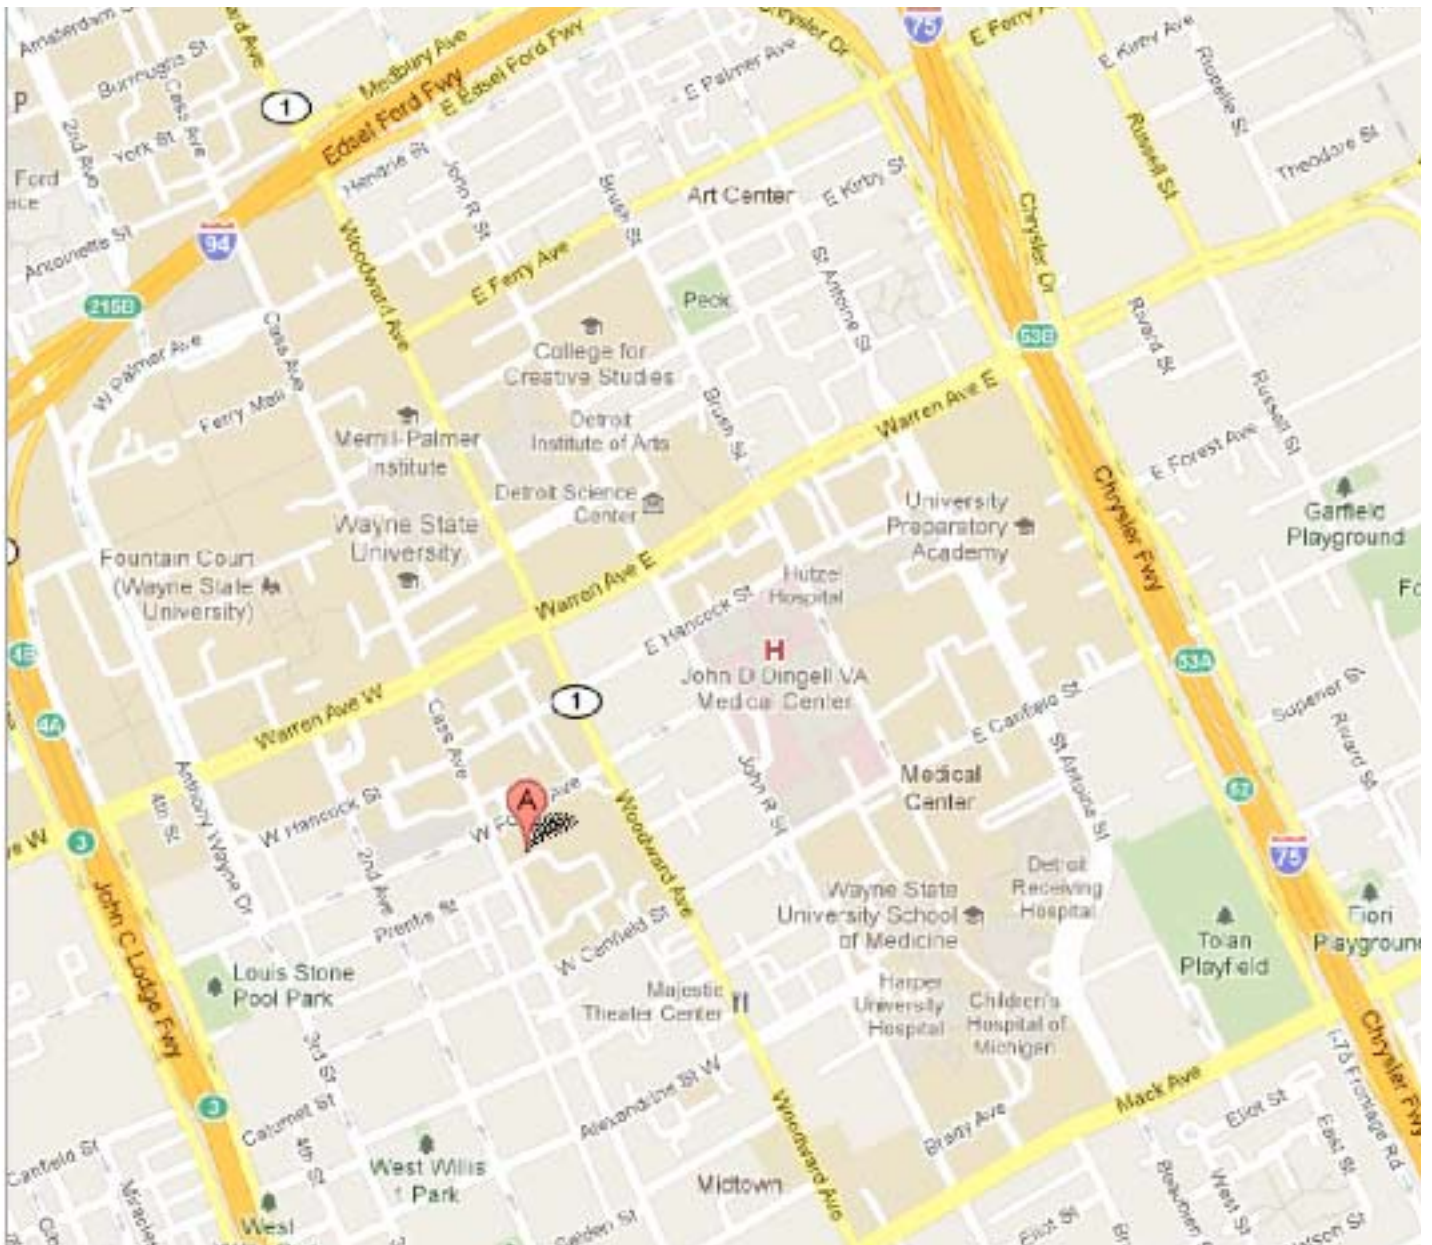 Amsterdam St
Burroughs St
Cass Ave
Medbury Ave
E Edsel Ford Fwy
Edsel Ford Fwy
Chrysler Dr
75
E Kirby Ave
Riopelle St
E Palmer Ave
1
P
2nd Ave
York St
Russell St
Theodore St
Ford
Hendrie St
John R St
Brush St
Art Center
E Kirby St
Chrysler Dr
Antoinette St
94
Woodward Ave
E Ferry Ave
St Antoine St
Peck
215B
53B
Rivard St
W Palmer Ave
Cass Ave
College for
Creative Studies
Ferry Mall
Merrill-Palmer
Institute
Detroit
Institute of Arts
Brush St
Warren Ave E
Russell St
E Forest Ave
Detroit Science
Center
Chrysler Fwy
University
Preparatory
Academy
Garfield
Playground
Wayne State
University
Fountain Court
(Wayne State
University)
Warren Ave E
Hutzel
Hospital
E Hancock St
H
John D Dingell VA
Medical Center
4B
4A
53A
1
Warren Ave W
Cass Ave
E Canfield St
Superior St
Rivard St
St Antoine St
Medical
Center
John R St
52
Anthony Wayne Dr
4th St
W Hancock St
A
Ave
Woodward Ave
3
2nd Ave
75
Detroit
Receiving
Hospital
John C Lodge Fwy
Prentis St
W Canfield St
Wayne State
University School
of Medicine
Tolan
Playfield
Fiori
Playground
Louis Stone
Pool Park
Majestic
Theater Center
Harper
University
Hospital
Children's
Hospital of
Michigan
Chrysler Fwy
I-75 Frontage Rd
3rd St
Alexandrine St W
Mack Ave
3
Calumet St
Woodward Ave
Brady Ave
Eliot St
East St
Canfield St
4th St
West Willis
1 Park
Midtown
West St
West
Eliot St